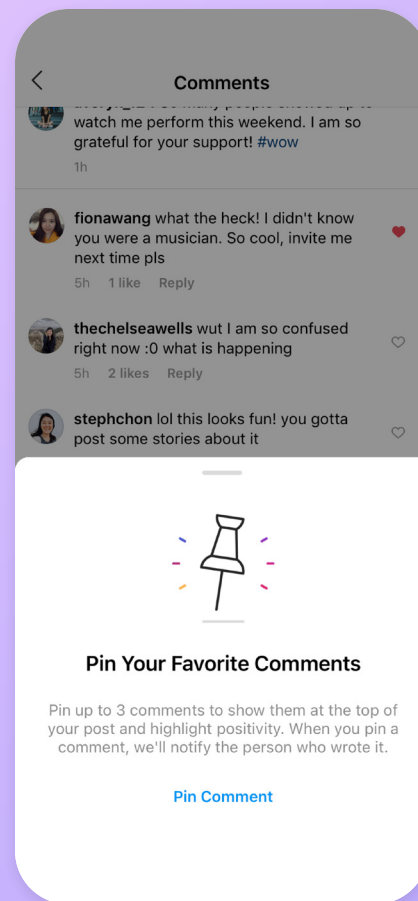 Comments
watch me perform this weekend. I am so
grateful for your support! #wow
1h
fionawang what the heck! I didn't know
you were a musician. So cool, invite me
next time pls
5h 1 like Reply
thechelseawells wut I am so confused
right now :0 what is happening
5h 2 likes Reply
stephchon lol this looks fun! you gotta
post some stories about it
Pin Your Favorite Comments
Pin up to 3 comments to show them at the top of
your post and highlight positivity. When you pin a
comment, we'll notify the person who wrote it.
Pin Comment